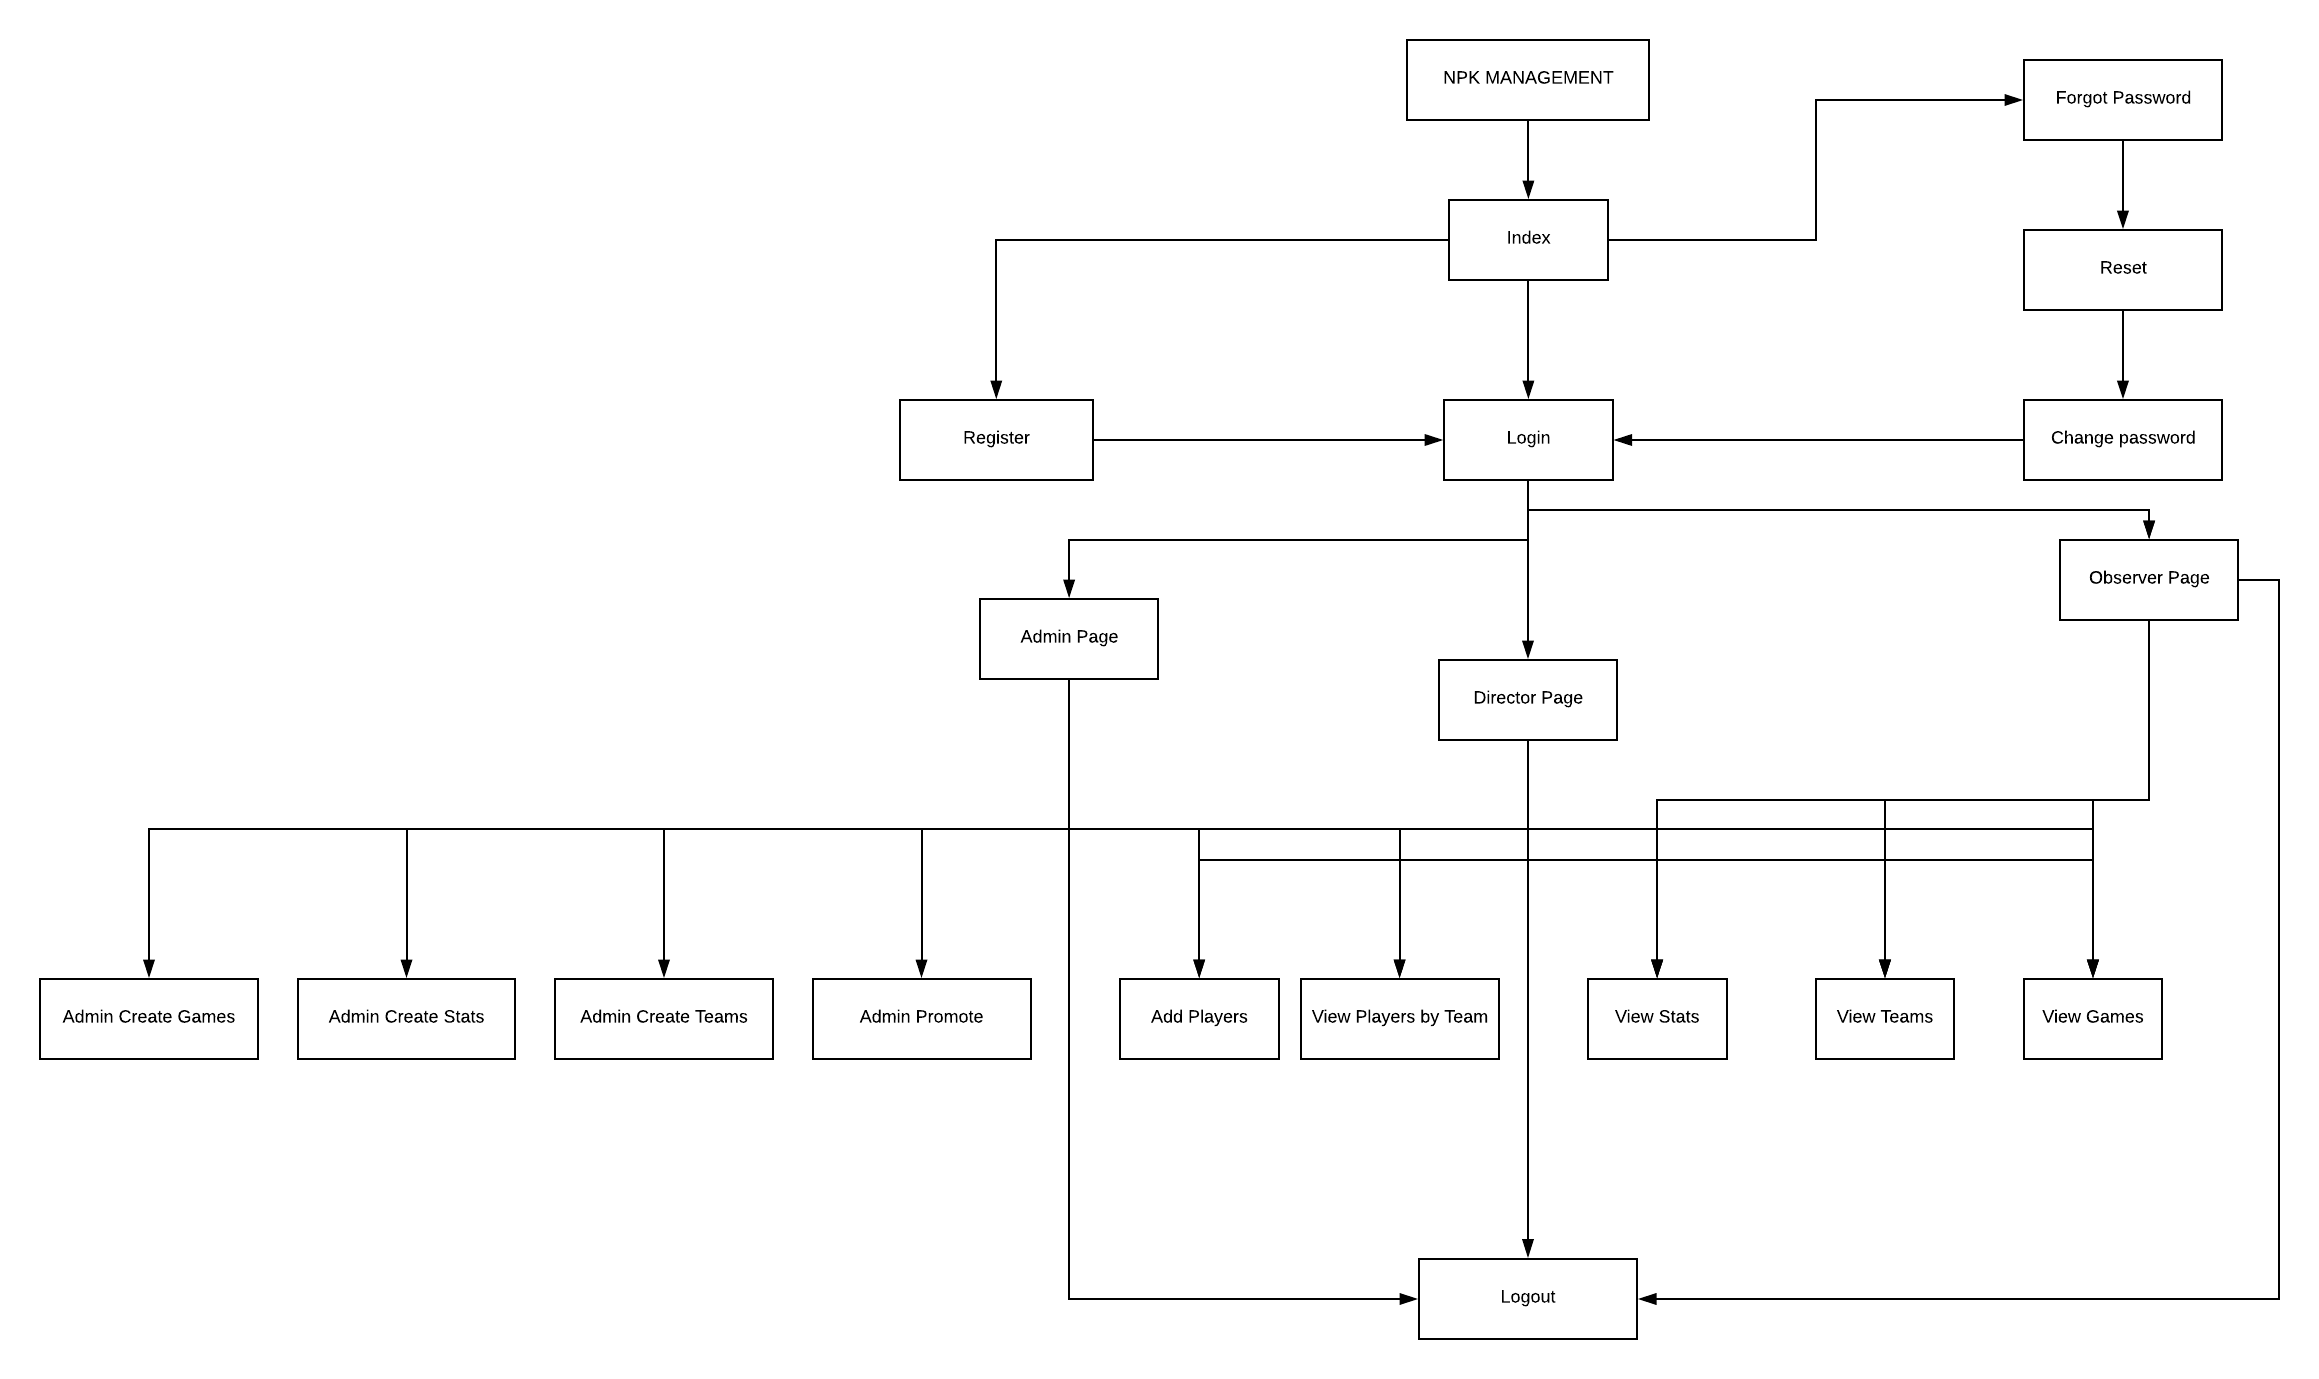 NPK MANAGEMENT
Forgot Password
Index
Reset
Register
Login
Change password
Observer Page
Admin Page
Director Page
Admin Create Games
Admin Create Stats
Admin Create Teams
Admin Promote
Add Players
View Players by Team
View Stats
View Teams
View Games
Logout